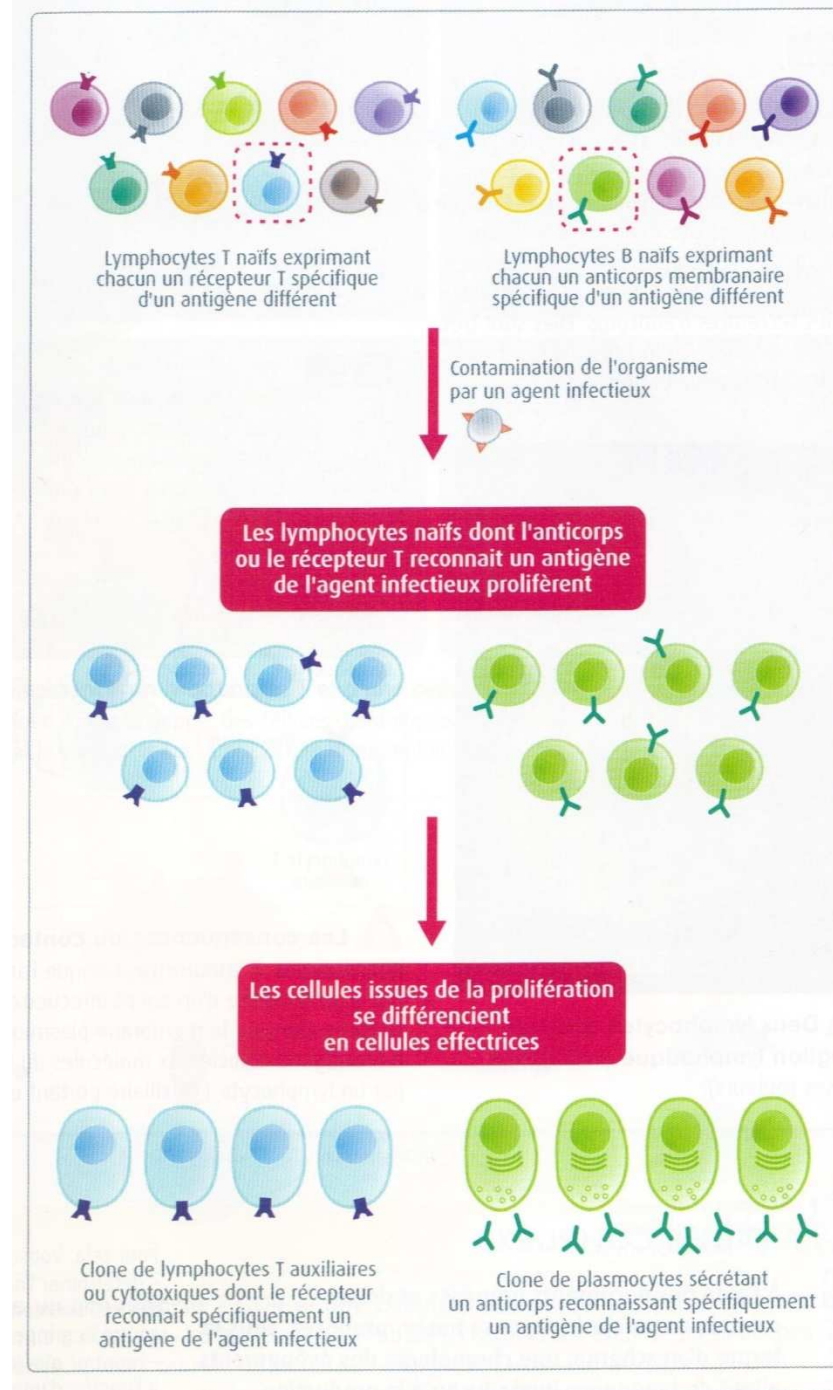 Lymphocytes T naïfs exprimant
chacun un récepteur T spécifique
d'un antigène différent
Lymphocytes B naïfs exprimant
chacun un anticorps membranaire
spécifique d'un antigène différent
Contamination de l'organisme
par un agent infectieux
Les lymphocytes naïfs dont l'anticorps
ou le récepteur T reconnait un antigène
de l'agent infectieux prolifèrent
Les cellules issues de la prolifération
se différencient
en cellules effectrices
Clone de lymphocytes T auxiliaires
ou cytotoxiques dont le récepteur
reconnait spécifiquement un
antigène de l'agent infectieux
Clone de plasmocytes sécrétant
un anticorps reconnaissant spécifiquement
un antigène de l'agent infectieux